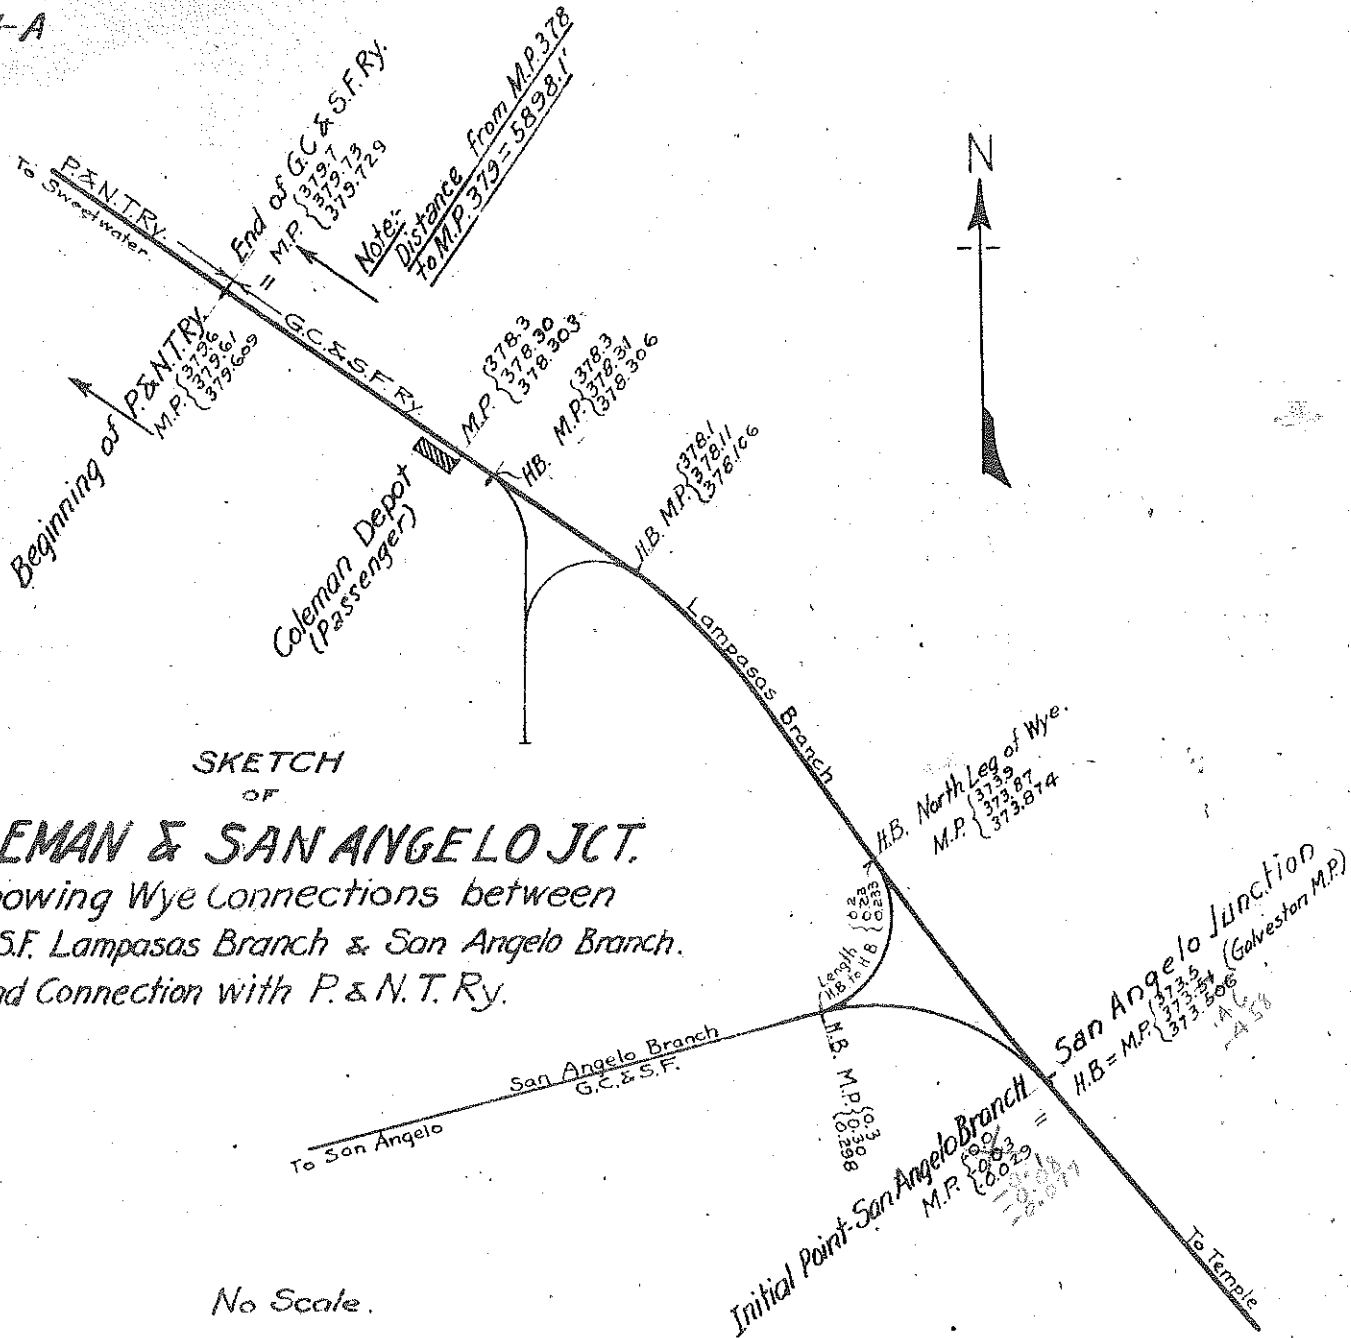 -A
P.&N.T.Ry.
To Sweetwater.
End of G.C.& S.F. Ry.
= M.P. {379.7
379.73
379.729
Note:-
Distance from M.P. 378
to M.P. 379 = 5898.1'
N
Beginning of P.&N.T.Ry.
M.P. {379.6
379.61
379.609
G.C.& S.F. Ry.
M.P. {378.3
378.30
378.303
HB. M.P. {378.3
378.31
378.306
Coleman Depot
(Passenger)
H.B. M.P. {378.1
378.11
378.106
Lampasas Branch
SKETCH
OF
EMAN & SAN ANGELO JCT.
owing Wye Connections between
S.F. Lampasas Branch & San Angelo Branch.
nd Connection with P. & N. T. Ry.
H.B. North Leg of Wye.
M.P. {373.9
373.87
373.874
Length
H.B to H B {0.2
0.23
0.233
San Angelo Junction
H.B = M.P. {373.5 (Galveston M.P.)
373.51
373.506
.458
San Angelo Branch
G.C.& S.F.
To San Angelo
H.B. M.P. {0.3
0.30
0.298
Initial Point-San Angelo Branch =
M.P. {-0.0
-0.03
-0.029
To Temple
No Scale.